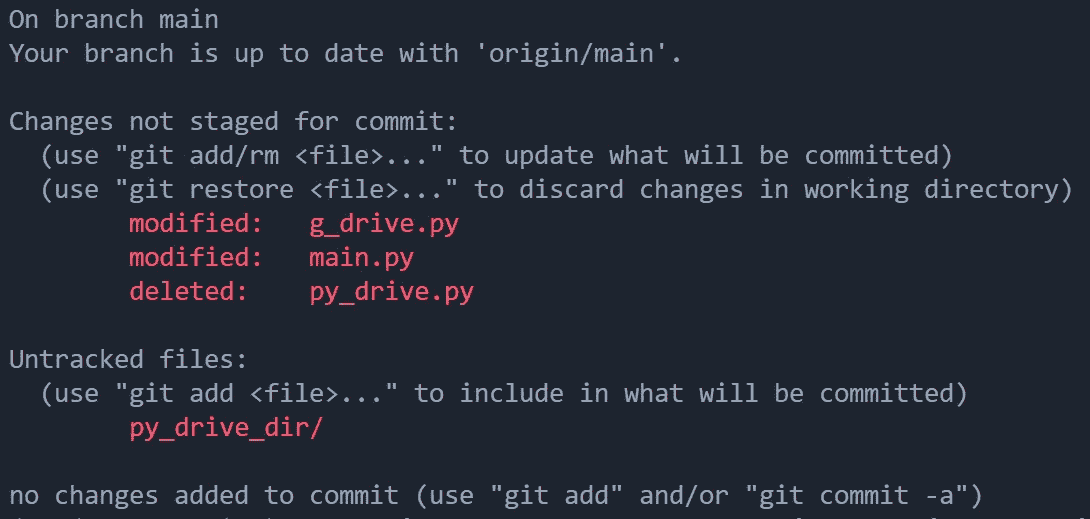 On branch main
Your branch is up to date with 'origin/main'.
Changes not staged for commit:
(use "git add/rm <file>..." to update what will be committed)
(use "git restore <file>..." to discard changes in working directory)
modified: g_drive.py
modified: main.py
deleted: py_drive.py
Untracked files:
(use "git add <file>..." to include in what will be committed)
py_drive_dir/
no changes added to commit (use "git add" and/or "git commit -a")